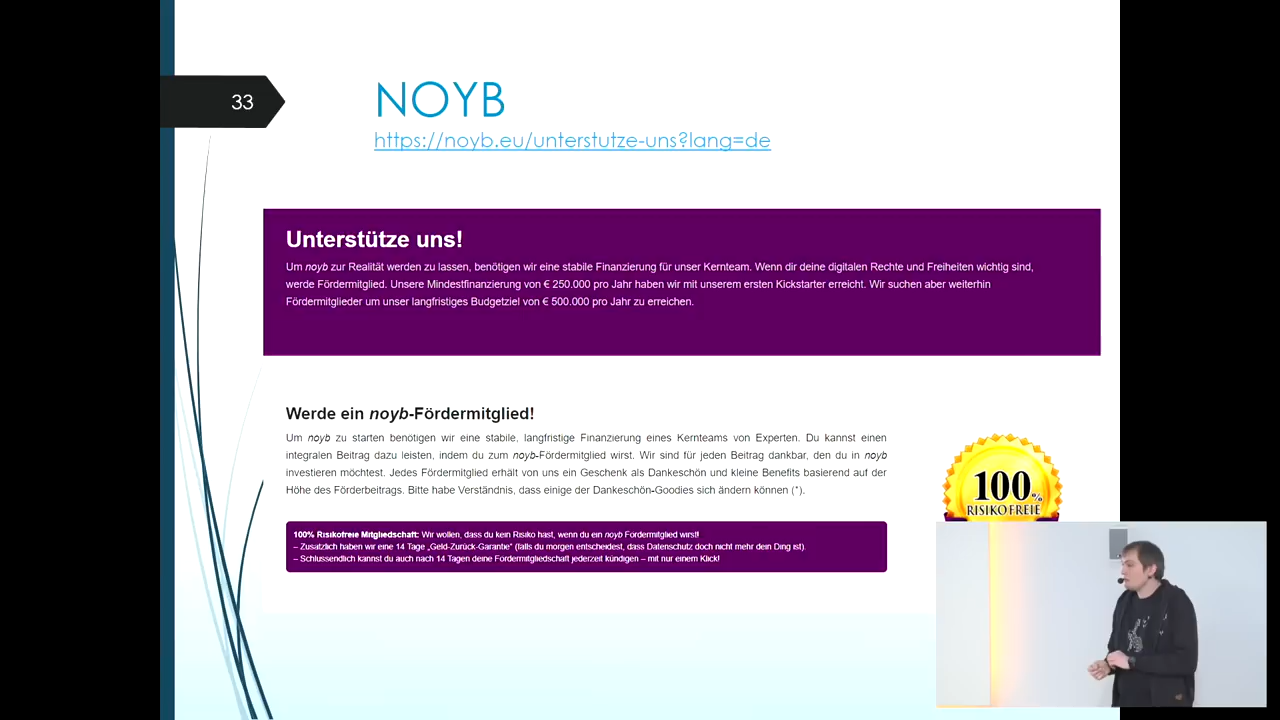 33
NOYB
https://noyb.eu/unterstutze-uns?lang=de
Unterstütze uns!
Um noyb zur Realität werden zu lassen, benötigen wir eine stabile Finanzierung für unser Kernteam. Wenn dir deine digitalen Rechte und Freiheiten wichtig sind,
werde Fördermitglied. Unsere Mindestfinanzierung von € 250.000 pro Jahr haben wir mit unserem ersten Kickstarter erreicht. Wir suchen aber weiterhin
Fördermitglieder um unser langfristiges Budgetziel von € 500.000 pro Jahr zu erreichen.
Werde ein noyb-Fördermitglied!
Um noyb zu starten benötigen wir eine stabile, langfristige Finanzierung eines Kernteams von Experten. Du kannst einen
integralen Beitrag dazu leisten, indem du zum noyb-Fördermitglied wirst. Wir sind für jeden Beitrag dankbar, den du in noyb
investieren möchtest. Jedes Fördermitglied erhält von uns ein Geschenk als Dankeschön und kleine Benefits basierend auf der
Höhe des Förderbeitrags. Bitte habe Verständnis, dass einige der Dankeschön-Goodies sich ändern können (*).
100%
RISIKOFREIE
100% Risikofreie Mitgliedschaft: Wir wollen, dass du kein Risiko hast, wenn du ein noyb Fördermitglied wirst!
– Zusätzlich haben wir eine 14 Tage „Geld-Zurück-Garantie“ (falls du morgen entscheidest, dass Datenschutz doch nicht mehr dein Ding ist).
– Schlussendlich kannst du auch nach 14 Tagen deine Fördermitgliedschaft jederzeit kündigen – mit nur einem Klick!